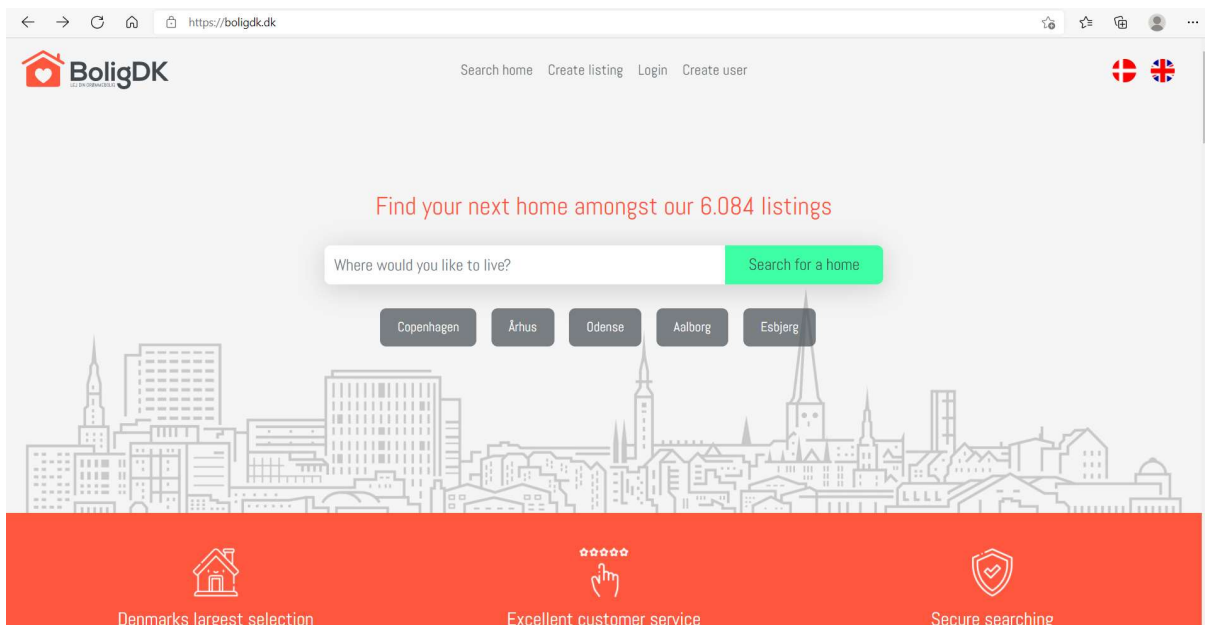 https://boligdk.dk
BoligDK
Search home Create listing Login Create user
Find your next home amongst our 6.084 listings
Where would you like to live? Search for a home
Copenhagen Århus Odense Aalborg Esbjerg
Denmarks largest selection Excellent customer service Secure searching